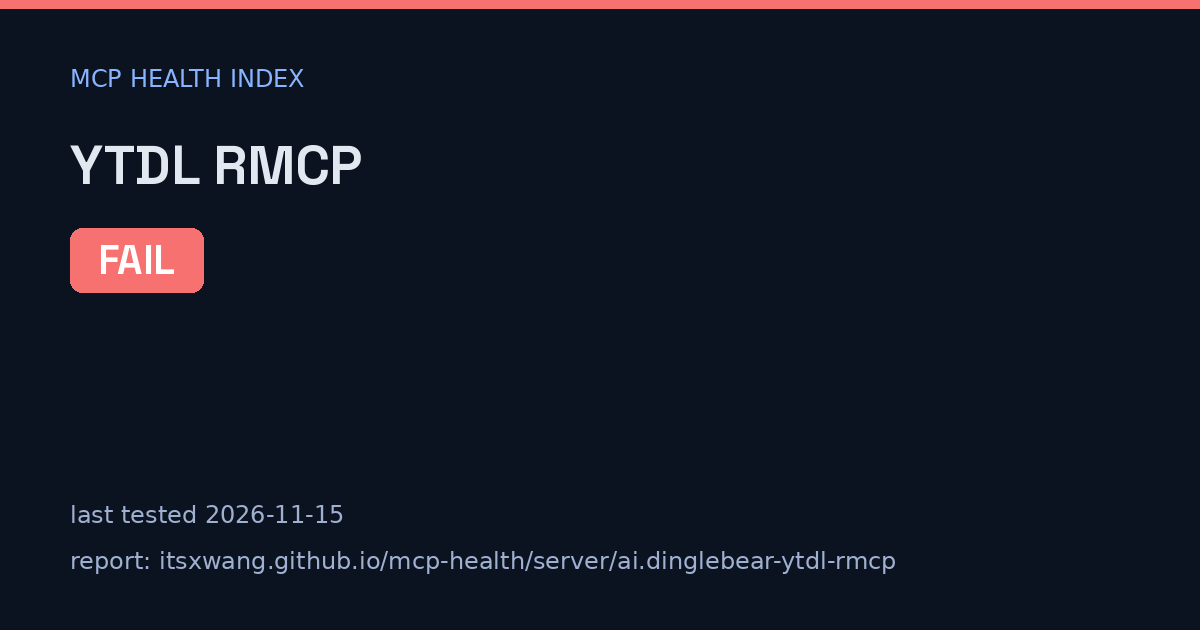 MCP HEALTH INDEX
YTDL RMCP
FAIL
last tested 2026-11-15
report: itsxwang.github.io/mcp-health/server/ai.dinglebear-ytdl-rmcp